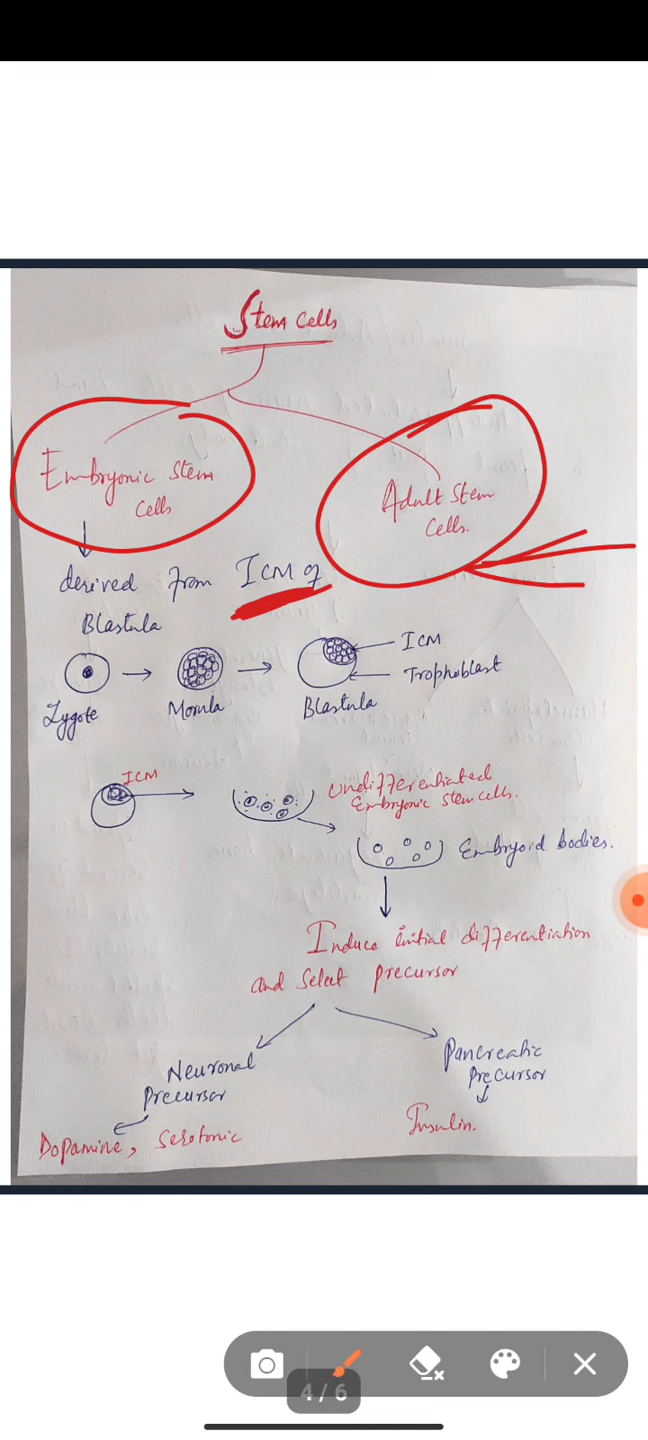 Stem Cells
Embryonic Stem
Cells
Adult Stem
Cells.
derived from ICM of
Blastula
ICM
Trophoblast
Zygote
Morula
Blastula
ICM
Undifferentiated
Embryonic stem cells.
Embryoid bodies.
Induce initial differentiation
and Select precursor
Neuronal
Precursor
Pancreatic
Precursor
Dopamine, Serotonic
Insulin.
4 / 6